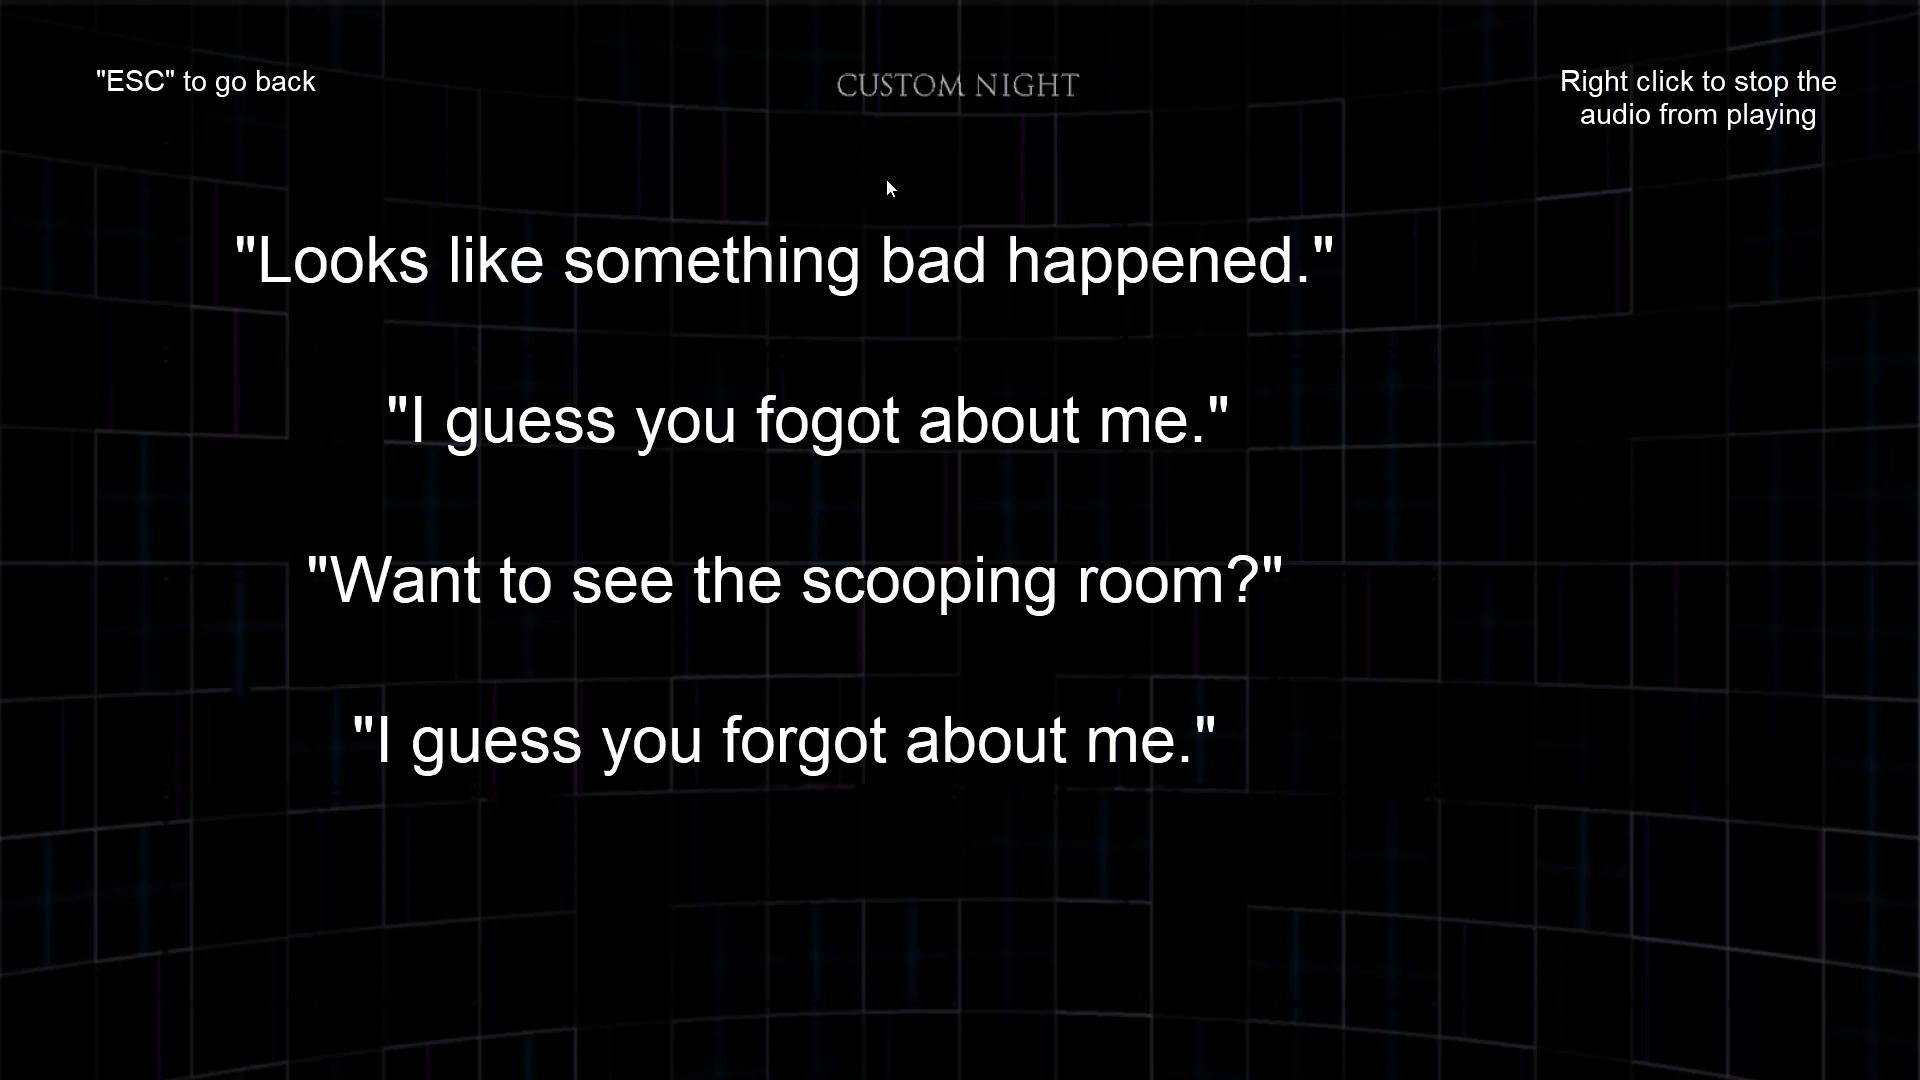 "ESC" to go back
CUSTOM NIGHT
Right click to stop the
audio from playing
"Looks like something bad happened."
"I guess you fogot about me."
"Want to see the scooping room?"
"I guess you forgot about me."